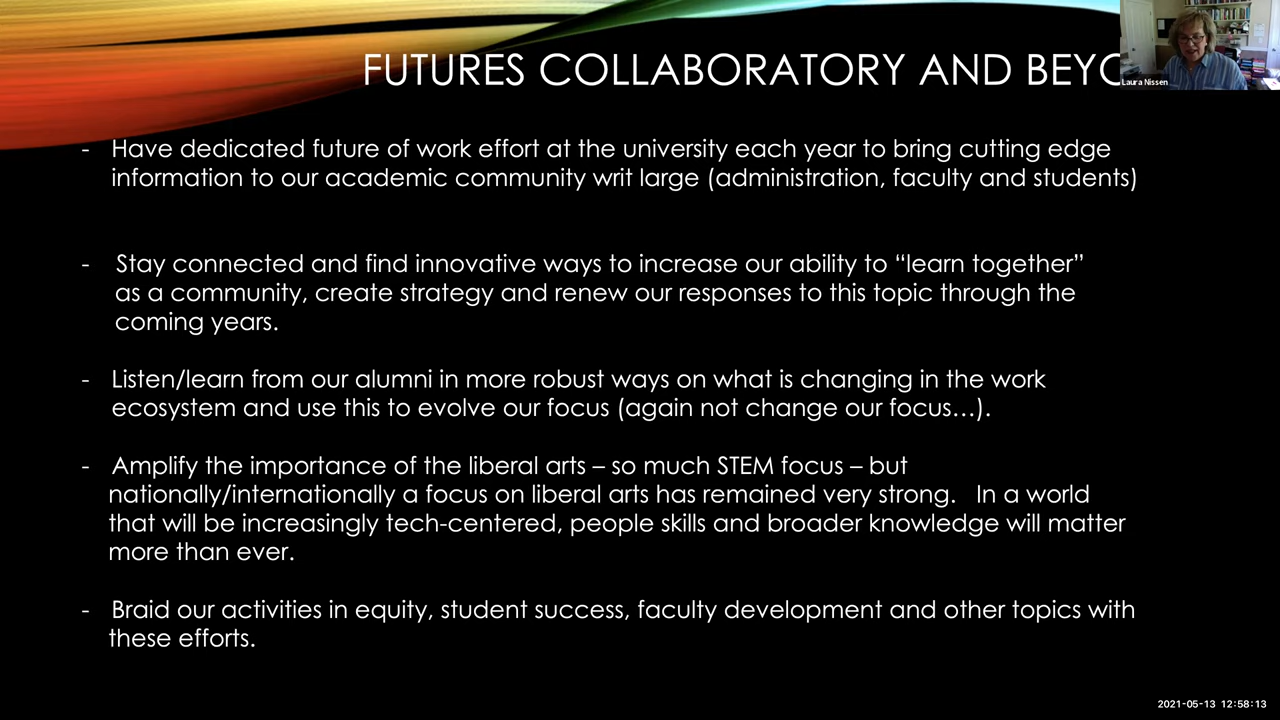 FUTURES COLLABORATORY AND
Laura Nissen
- Have dedicated future of work effort at the university each year to bring cutting edge
information to our academic community writ large (administration, faculty and students)
- Stay connected and find innovative ways to increase our ability to “learn together”
as a community, create strategy and renew our responses to this topic through the
coming years.
- Listen/learn from our alumni in more robust ways on what is changing in the work
ecosystem and use this to evolve our focus (again not change our focus…).
- Amplify the importance of the liberal arts – so much STEM focus – but
nationally/internationally a focus on liberal arts has remained very strong. In a world
that will be increasingly tech-centered, people skills and broader knowledge will matter
more than ever.
- Braid our activities in equity, student success, faculty development and other topics with
these efforts.
2021-05-13 12:58:13